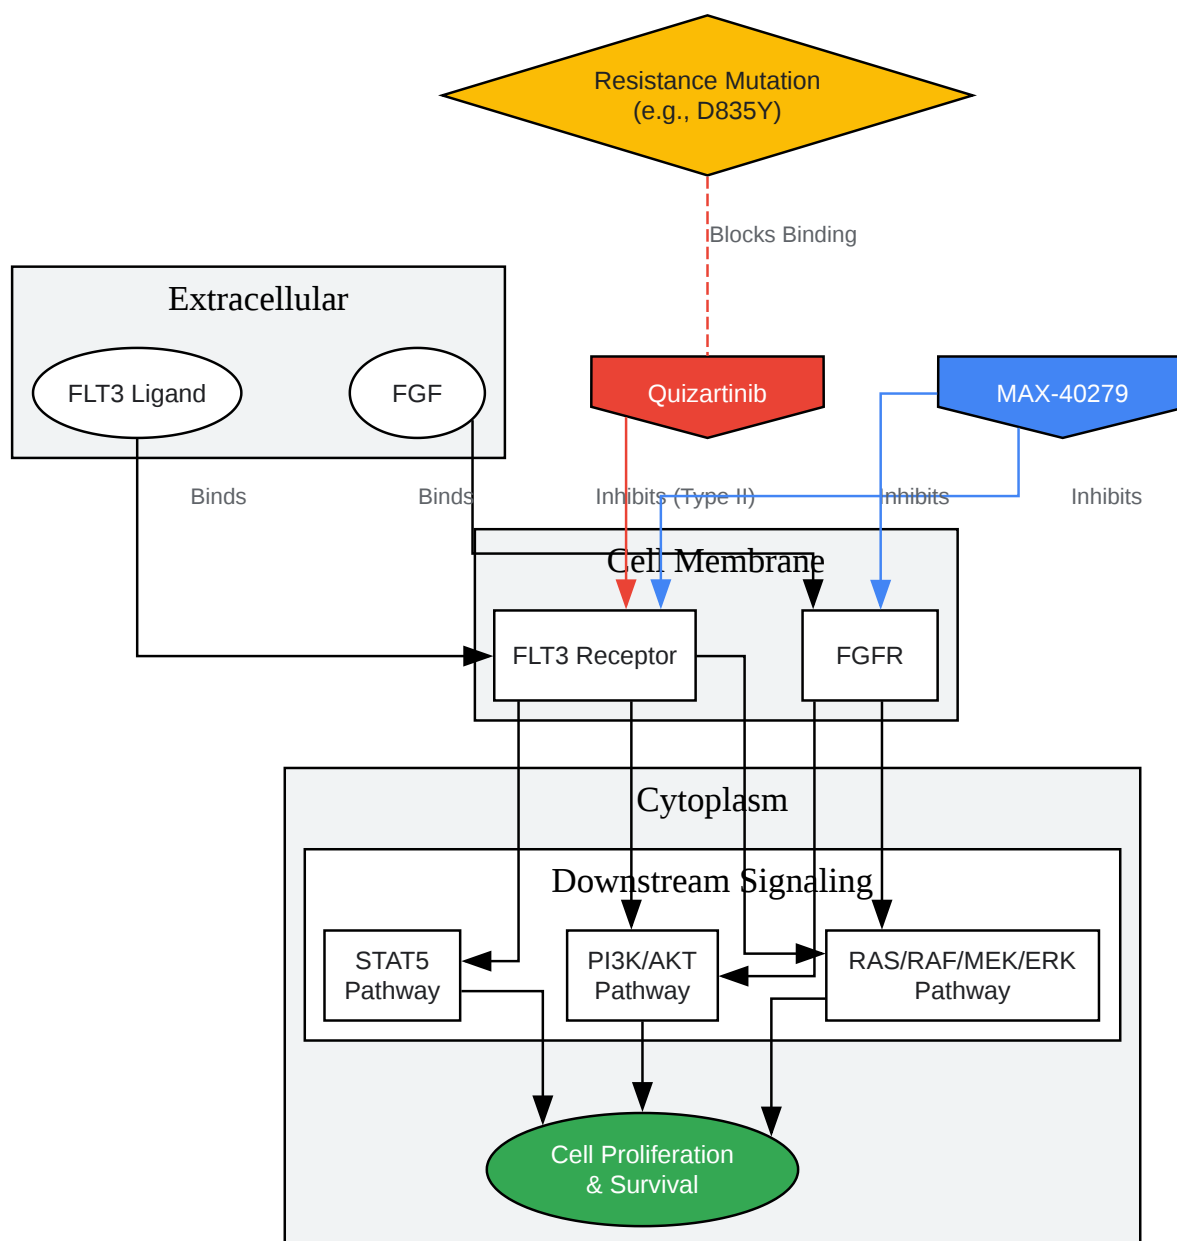 Resistance Mutation
(e.g., D835Y)
Blocks Binding
Extracellular
FLT3 Ligand
FGF
Quizartinib
MAX-40279
Binds
Binds
Inhibits (Type II)
Inhibits
Inhibits
Cell Membrane
FLT3 Receptor
FGFR
Cytoplasm
Downstream Signaling
STAT5
Pathway
PI3K/AKT
Pathway
RAS/RAF/MEK/ERK
Pathway
Cell Proliferation
& Survival